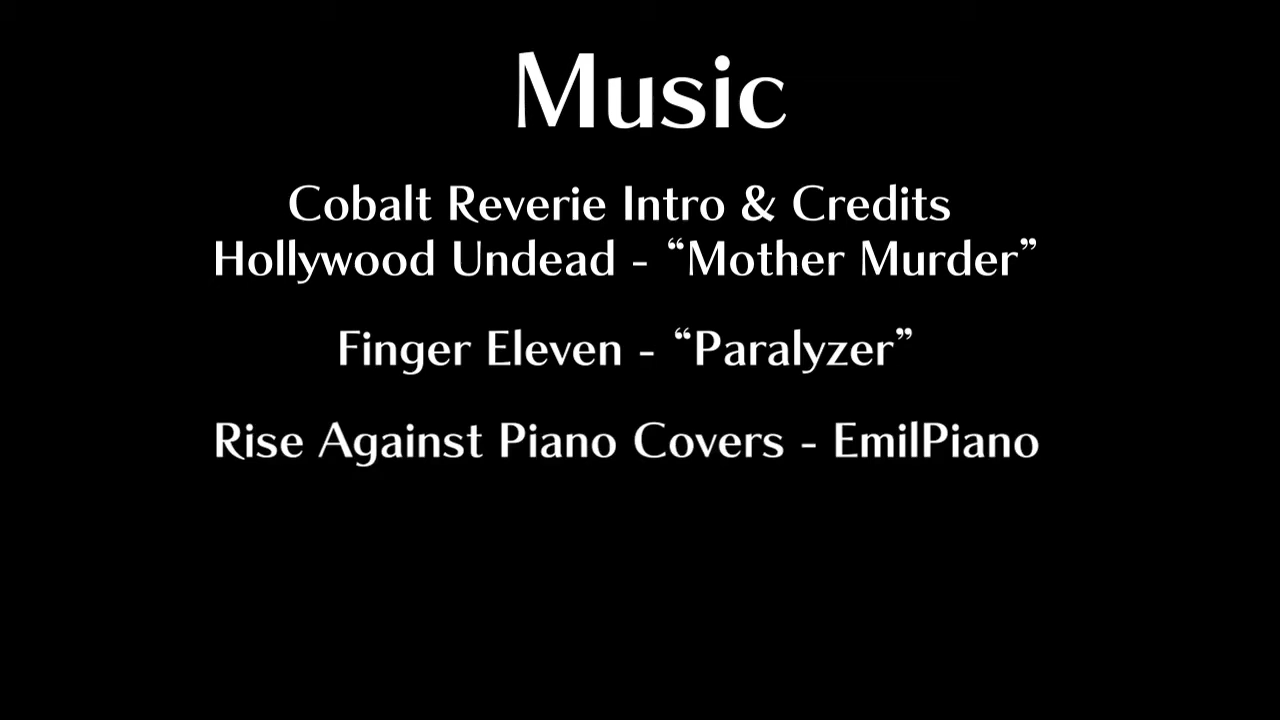 Music
Cobalt Reverie Intro & Credits
Hollywood Undead - “Mother Murder”
Finger Eleven - “Paralyzer”
Rise Against Piano Covers - EmilPiano